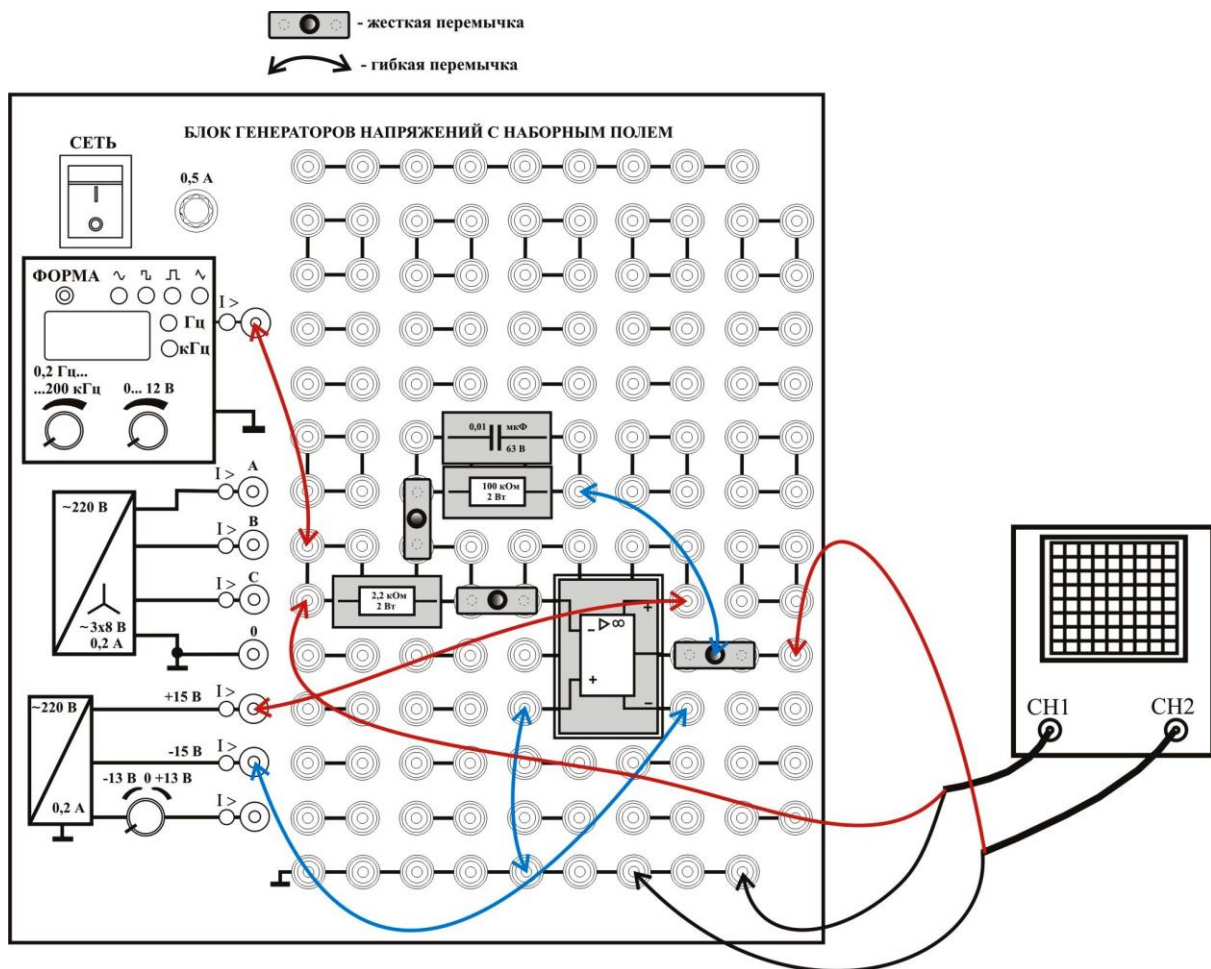 - жесткая перемычка
- гибкая перемычка
БЛОК ГЕНЕРАТОРОВ НАПРЯЖЕНИЙ С НАБОРНЫМ ПОЛЕМ
СЕТЬ
0,5 А
ФОРМА
I >
Гц
кГц
0,2 Гц...
...200 кГц
0... 12 В
0,01 мкФ
63 В
100 кОм
2 Вт
2,2 кОм
2 Вт
~220 В
I > A
I > B
I > C
~3х8 В
0,2 А
0
- ▷∞ +
+ -
~220 В
+15 В I >
-15 В I >
-13 В 0 +13 В
0,2 А
I >
CH1
CH2